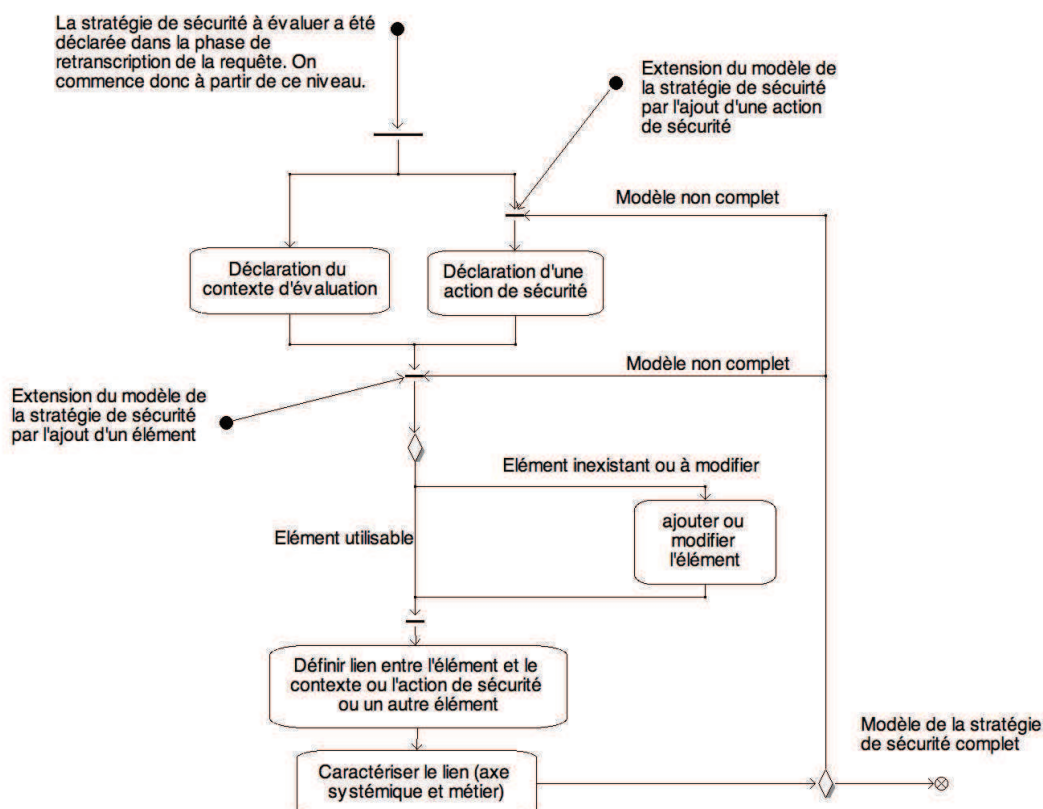 La stratégie de sécurité à évaluer a été
déclarée dans la phase de
retranscription de la requête. On
commence donc à partir de ce niveau.
Extension du modèle de
la stratégie de sécuirté
par l'ajout d'une action
de sécurité
Modèle non complet
Déclaration du
contexte d'évaluation
Déclaration d'une
action de sécurité
Modèle non complet
Extension du modèle de
la stratégie de sécurité
par l'ajout d'un élément
Elément inexistant ou à modifier
Elément utilisable
ajouter ou
modifier
l'élément
Définir lien entre l'élément et le
contexte ou l'action de sécurité
ou un autre élément
Modèle de la stratégie
de sécurité complet
Caractériser le lien (axe
systémique et métier)